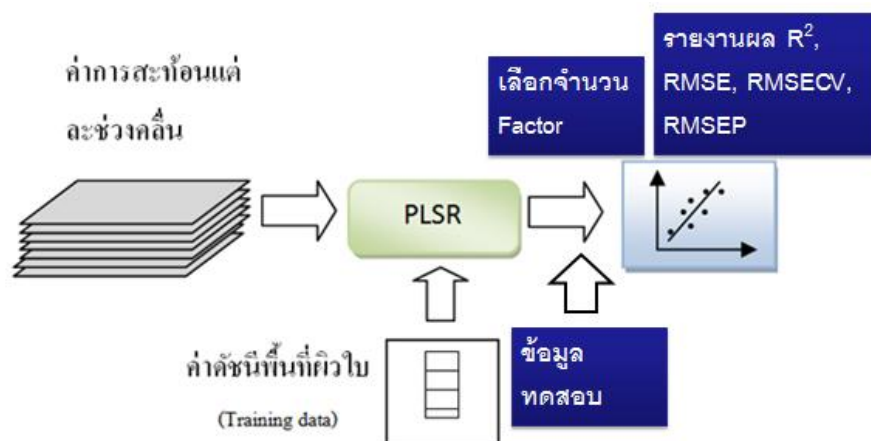 ค่าการสะท้อนแต่
ละช่วงคลื่น
เลือกจำนวน
Factor
รายงานผล R²,
RMSE, RMSECV,
RMSEP
PLSR
ค่าดัชนีพื้นที่ผิวใบ
(Training data)
ข้อมูล
ทดสอบ